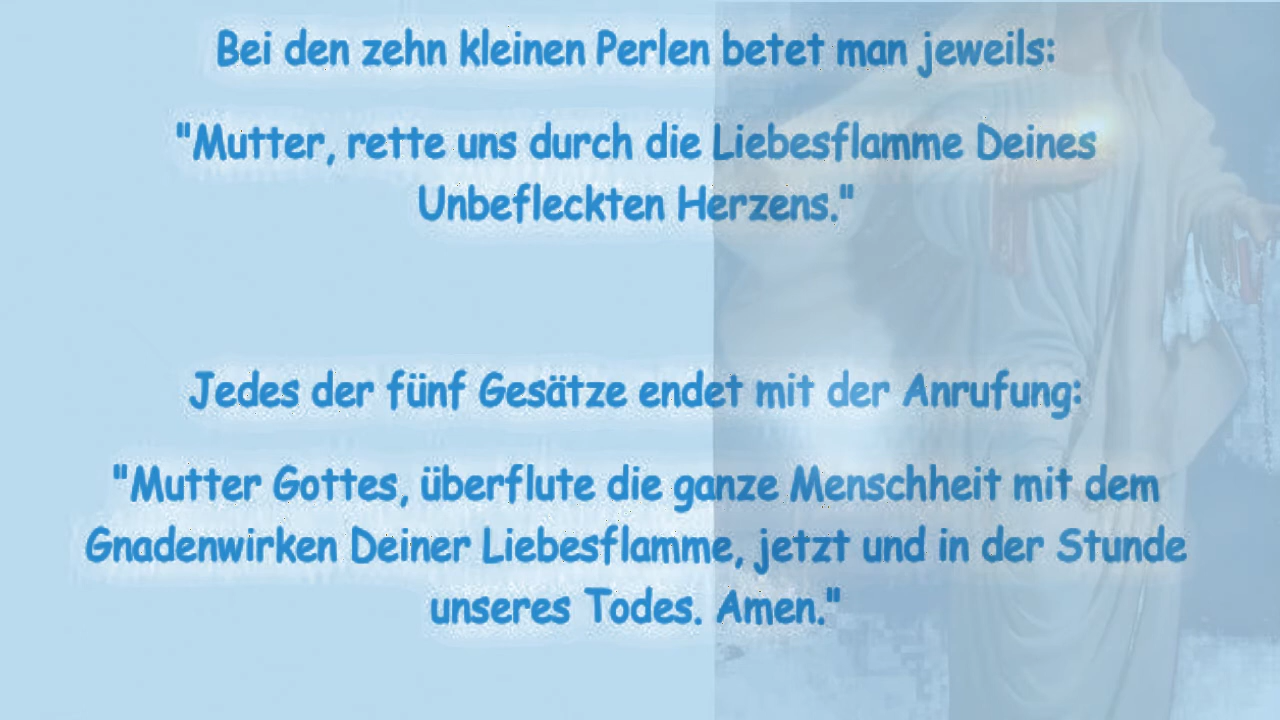 Bei den zehn kleinen Perlen betet man jeweils:
"Mutter, rette uns durch die Liebesflamme Deines
Unbefleckten Herzens."
Jedes der fünf Gesätze endet mit der Anrufung:
"Mutter Gottes, überflute die ganze Menschheit mit dem
Gnadenwirken Deiner Liebesflamme, jetzt und in der Stunde
unseres Todes. Amen."